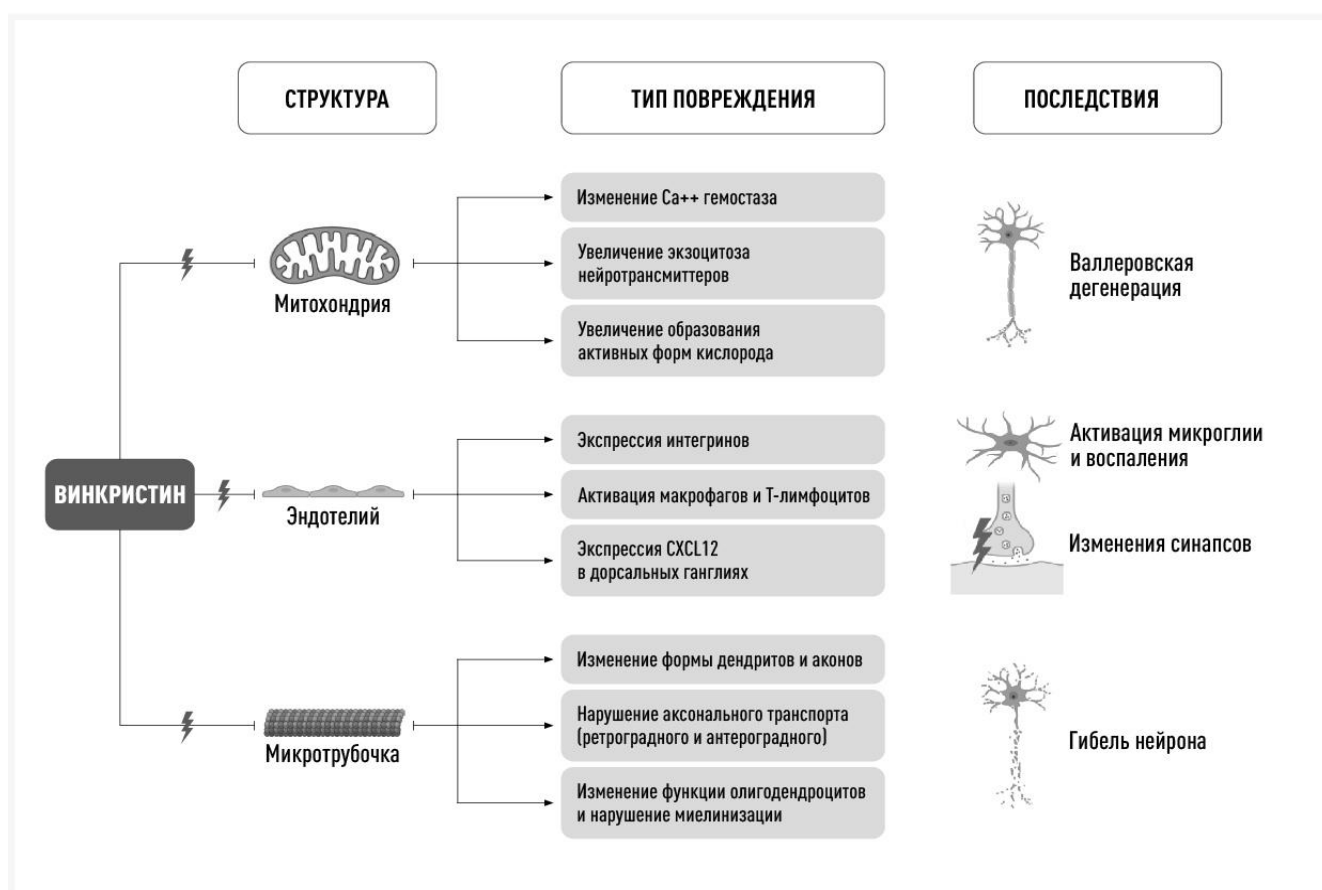 СТРУКТУРА
ТИП ПОВРЕЖДЕНИЯ
ПОСЛЕДСТВИЯ
ВИНКРИСТИН
Митохондрия
Изменение Ca++ гемостаза
Увеличение экзоцитоза
нейротрансмиттеров
Увеличение образования
активных форм кислорода
Валлеровская
дегенерация
Эндотелий
Экспрессия интегринов
Активация макрофагов и Т-лимфоцитов
Экспрессия CXCL12
в дорсальных ганглиях
Активация микроглии
и воспаления
Изменения синапсов
Микротрубочка
Изменение формы дендритов и аконов
Нарушение аксонального транспорта
(ретроградного и антероградного)
Изменение функции олигодендроцитов
и нарушение миелинизации
Гибель нейрона